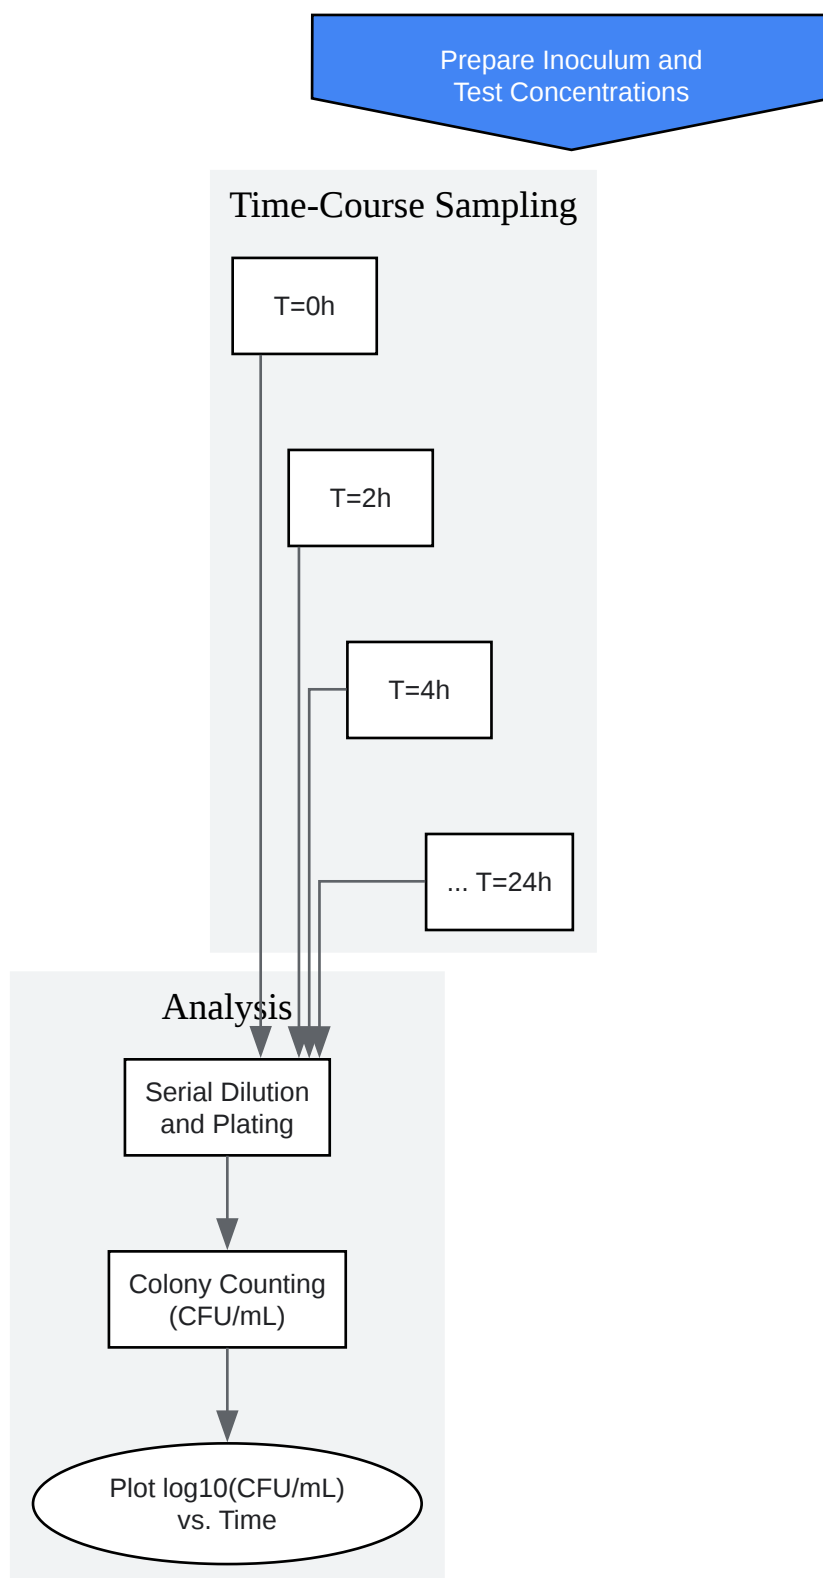 Prepare Inoculum and
Test Concentrations
Time-Course Sampling
T=0h
T=2h
T=4h
... T=24h
Analysis
Serial Dilution
and Plating
Colony Counting
(CFU/mL)
Plot log10(CFU/mL)
vs. Time